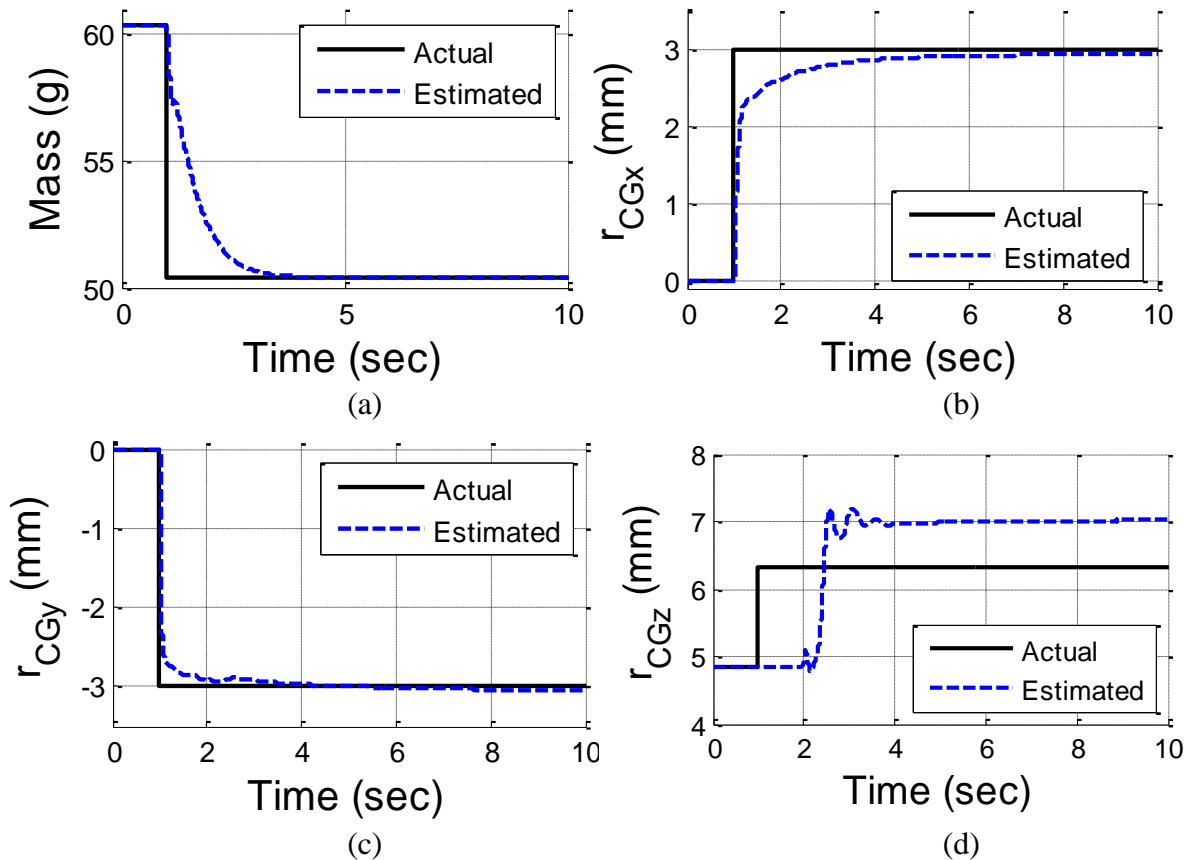 60
55
50
Mass (g)
Actual
Estimated
0
5
10
Time (sec)
(a)
3
2
1
0
rCGx (mm)
Actual
Estimated
0
2
4
6
8
10
Time (sec)
(b)
0
-1
-2
-3
rCGy (mm)
Actual
Estimated
0
2
4
6
8
10
Time (sec)
(c)
8
7
6
5
4
rCGz (mm)
Actual
Estimated
0
2
4
6
8
10
Time (sec)
(d)